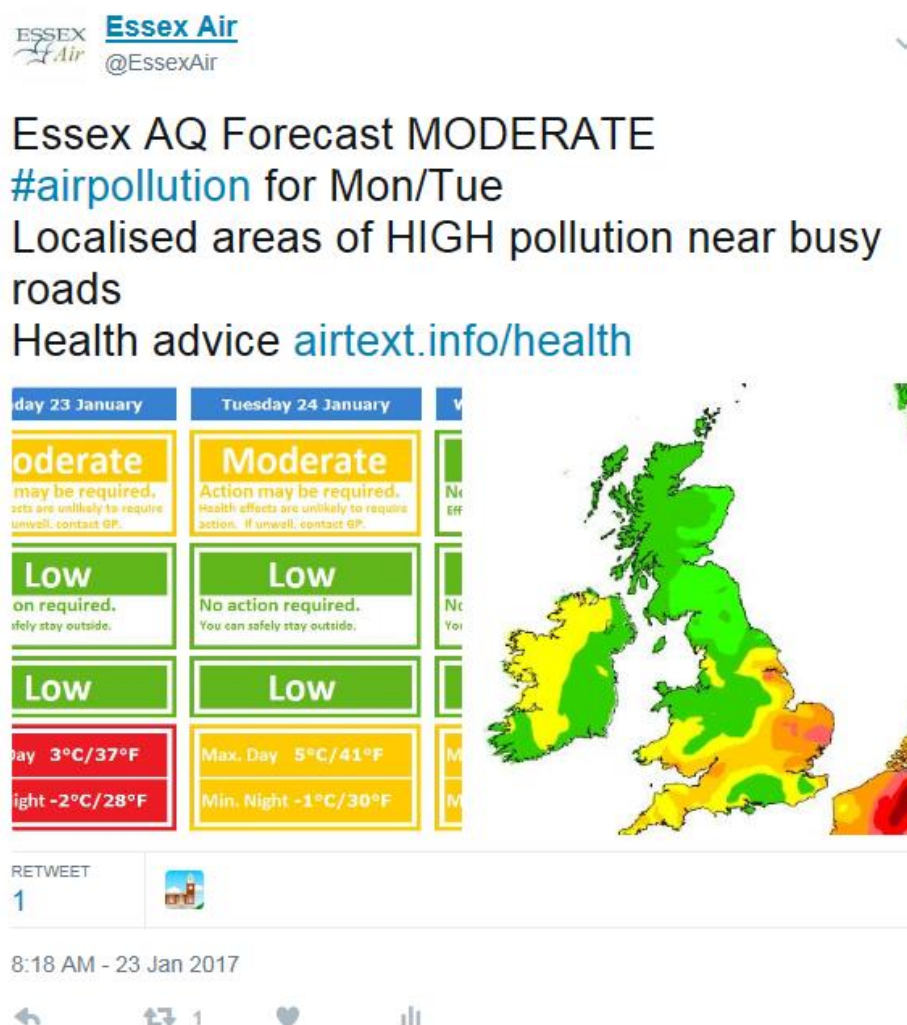 ESSEX
Air
Essex Air
@EssexAir
Essex AQ Forecast MODERATE
#airpollution for Mon/Tue
Localised areas of HIGH pollution near busy
roads
Health advice airtext.info/health
day 23 January
oderate
may be required.
unwell, contact GP.
Low
on required.
afely stay outside.
Low
3°C/37°F
ight -2°C/28°F
Tuesday 24 January
Moderate
Action may be required.
Health effects are unlikely to require
action. If unwell, contact GP.
Low
No action required.
You can safely stay outside.
Low
Max. Day 5°C/41°F
Min. Night -1°C/30°F
RETWEET
1
8:18 AM - 23 Jan 2017
1